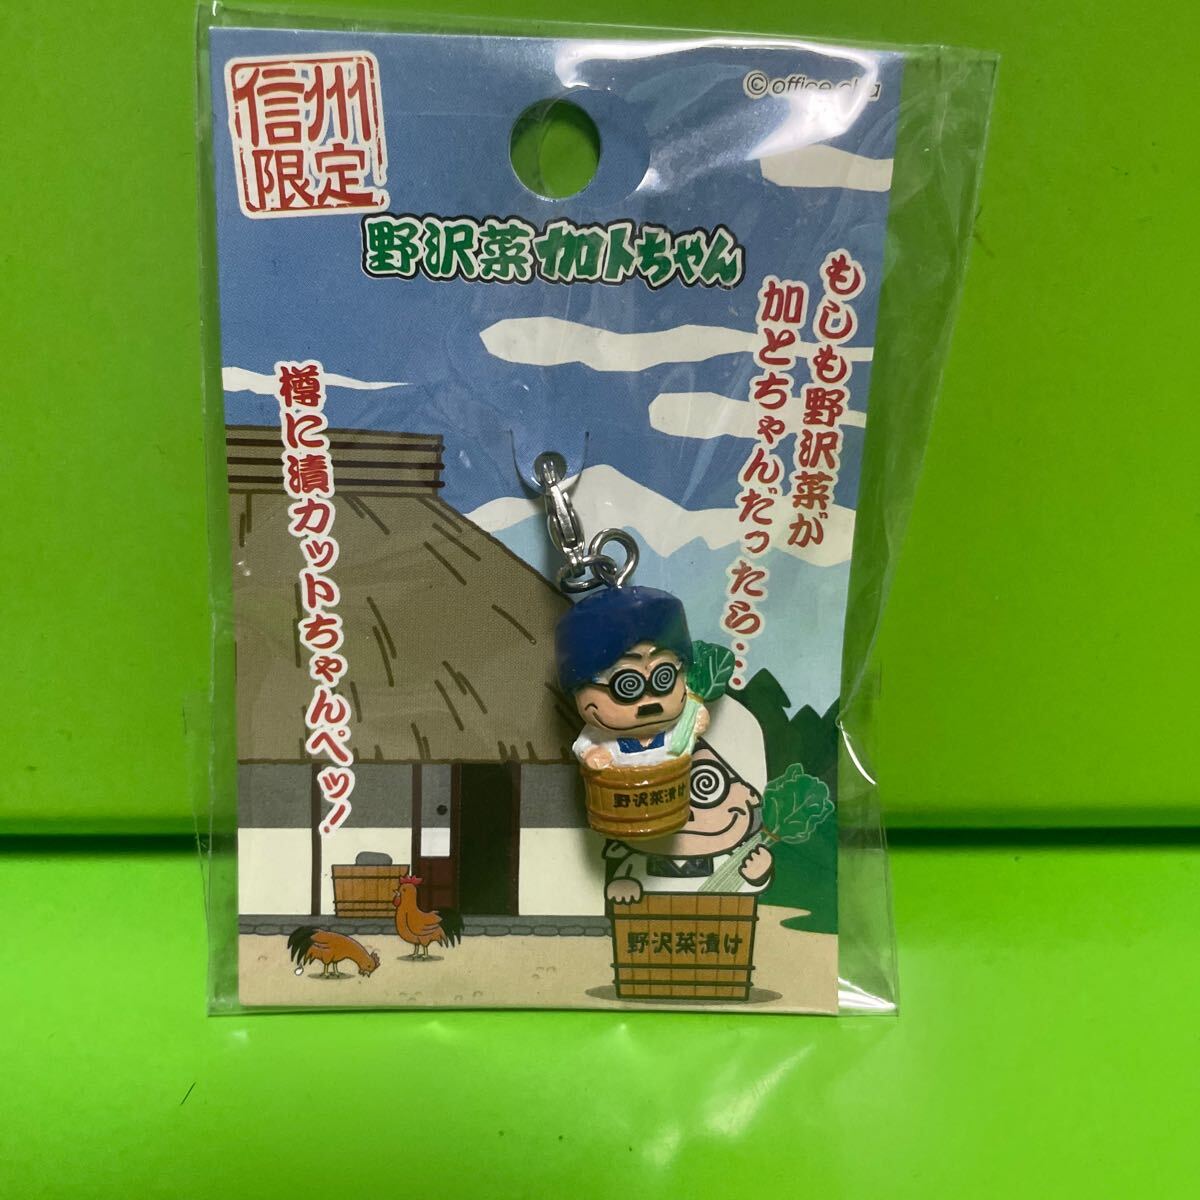 信州
限定
© office
野沢菜加トちゃん
もしも野沢菜が
加とちゃんだったら…
樽に漬カットちゃんペッ!
野沢菜漬け
野沢菜漬け